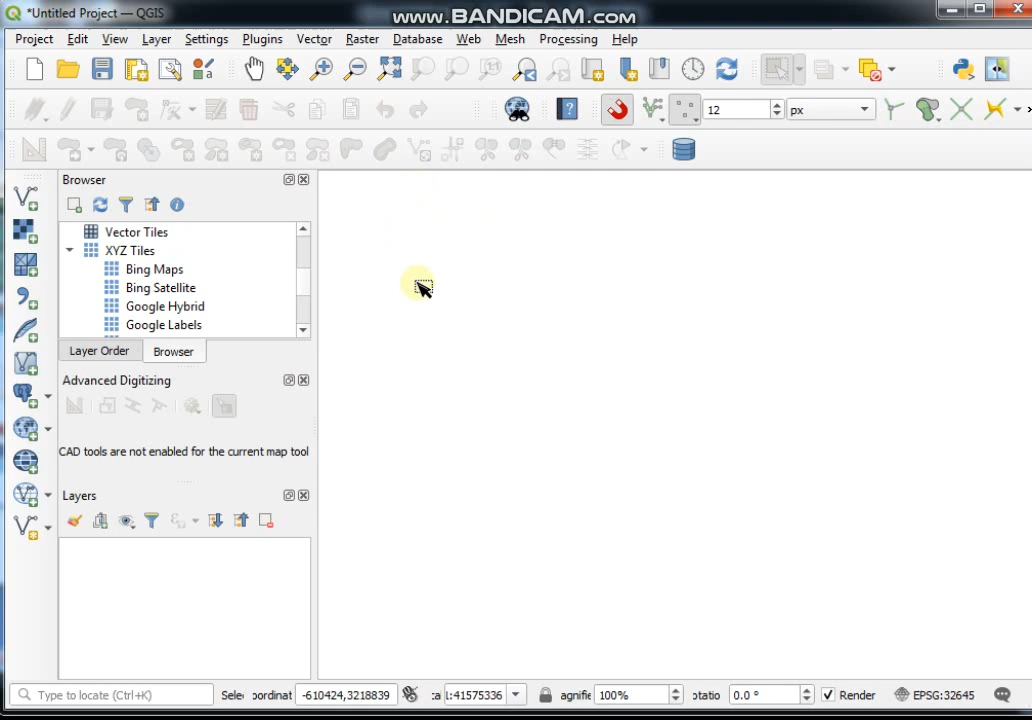 *Untitled Project — QGIS
www.BANDICAM.com
Project Edit View Layer Settings Plugins Vector Raster Database Web Mesh Processing Help
12 px
Browser
Vector Tiles
XYZ Tiles
Bing Maps
Bing Satellite
Google Hybrid
Google Labels
Layer Order Browser
Advanced Digitizing
CAD tools are not enabled for the current map tool
Layers
Type to locate (Ctrl+K) Selec oordinat -610424,3218839 :al 1:41575336 agnifie 100% otatio 0.0 ° Render EPSG:32645